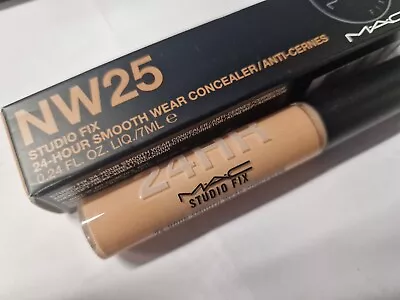 NW25
STUDIO FIX
24-HOUR SMOOTH WEAR CONCEALER/ANTI-CERNES
0.24 FL. OZ. LIQ./7ML ℮
MAC
24HR
MAC
STUDIO FIX